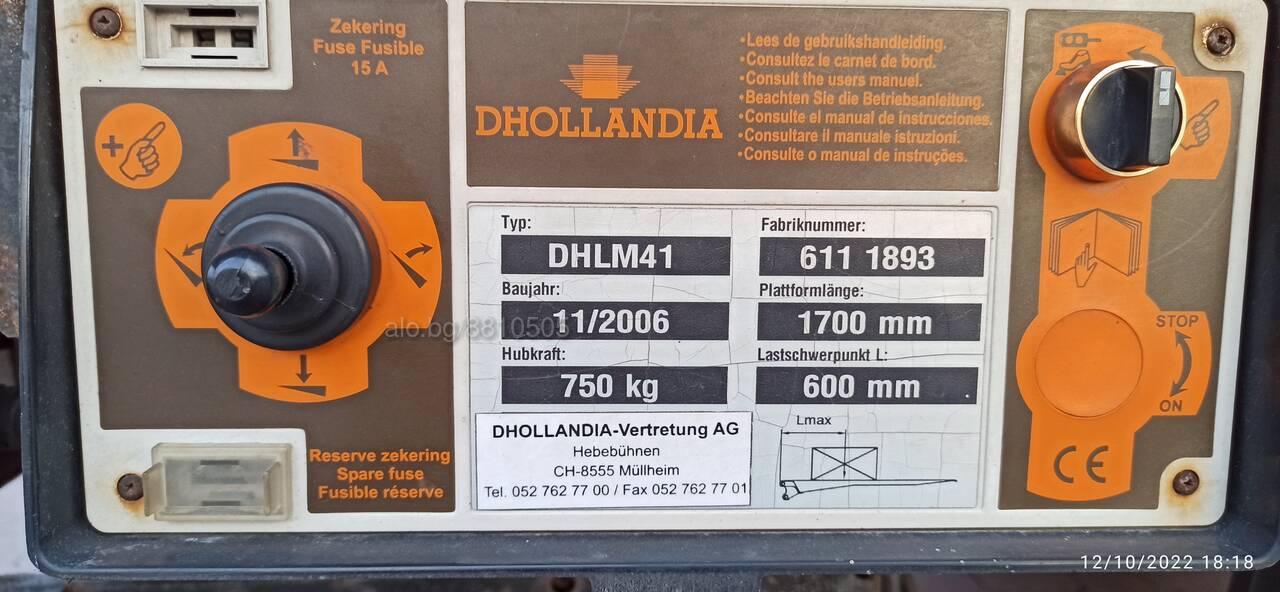 Zekering
Fuse Fusible
15 A
DHOLLANDIA
•Lees de gebruikshandleiding.
•Consultez le carnet de bord.
•Consult the users manuel.
•Beachten Sie die Betriebsanleitung.
•Consulte el manual de instrucciones.
•Consultare il manuale istruzioni.
•Consulte o manual de instruções.
+
Typ:
DHLM41
Fabriknummer:
611 1893
Baujahr:
11/2006
Plattformlänge:
1700 mm
Hubkraft:
750 kg
Lastschwerpunkt L:
600 mm
alo.bg/8810505
STOP
ON
CE
DHOLLANDIA-Vertretung AG
Hebebühnen
CH-8555 Müllheim
Tel. 052 762 77 00 / Fax 052 762 77 01
Lmax
Reserve zekering
Spare fuse
Fusible réserve
12/10/2022 18:18